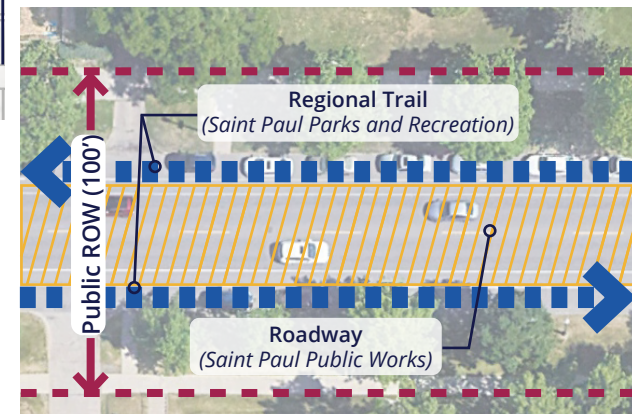 Regional Trail
(Saint Paul Parks and Recreation)
Public ROW (100')
Roadway
(Saint Paul Public Works)